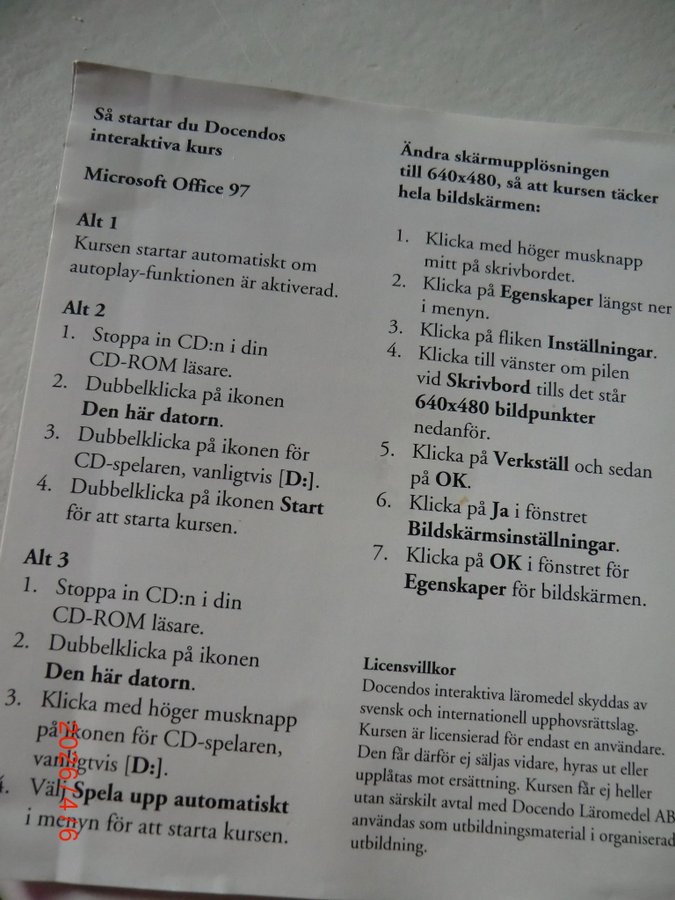 Så startar du Docendos
interaktiva kurs
Microsoft Office 97
Alt 1
Kursen startar automatiskt om
autoplay-funktionen är aktiverad.
Alt 2
1. Stoppa in CD:n i din
CD-ROM läsare.
2. Dubbelklicka på ikonen
Den här datorn.
3. Dubbelklicka på ikonen för
CD-spelaren, vanligtvis [D:].
4. Dubbelklicka på ikonen Start
för att starta kursen.
Alt 3
1. Stoppa in CD:n i din
CD-ROM läsare.
2. Dubbelklicka på ikonen
Den här datorn.
3. Klicka med höger musknapp
på ikonen för CD-spelaren,
vanligtvis [D:].
4. Välj Spela upp automatiskt
i menyn för att starta kursen.
Ändra skärmupplösningen
till 640x480, så att kursen täcker
hela bildskärmen:
1. Klicka med höger musknapp
mitt på skrivbordet.
2. Klicka på Egenskaper längst ner
i menyn.
3. Klicka på fliken Inställningar.
4. Klicka till vänster om pilen
vid Skrivbord tills det står
640x480 bildpunkter
nedanför.
5. Klicka på Verkställ och sedan
på OK.
6. Klicka på Ja i fönstret
Bildskärmsinställningar.
7. Klicka på OK i fönstret för
Egenskaper för bildskärmen.
Licensvillkor
Docendos interaktiva läromedel skyddas av
svensk och internationell upphovsrättslag.
Kursen är licensierad för endast en användare.
Den får därför ej säljas vidare, hyras ut eller
upplåtas mot ersättning. Kursen får ej heller
utan särskilt avtal med Docendo Läromedel AB
användas som utbildningsmaterial i organiserad
utbildning.
2026/4/6